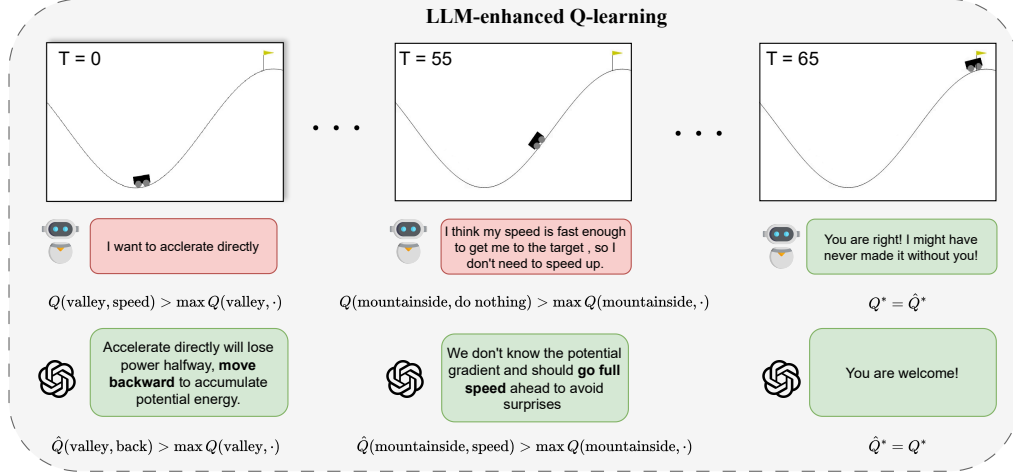 LLM-enhanced Q-learning
T = 0
T = 55
T = 65
I want to acclerate directly
I think my speed is fast enough
to get me to the target , so I
don't need to speed up.
You are right! I might have
never made it without you!
Q(valley, speed) > max Q(valley, ·)
Q(mountainside, do nothing) > max Q(mountainside, ·)
Q* = Q̂*
Accelerate directly will lose
power halfway, move
backward to accumulate
potential energy.
We don't know the potential
gradient and should go full
speed ahead to avoid
surprises
You are welcome!
Q̂(valley, back) > max Q(valley, ·)
Q̂(mountainside, speed) > max Q(mountainside, ·)
Q̂* = Q*